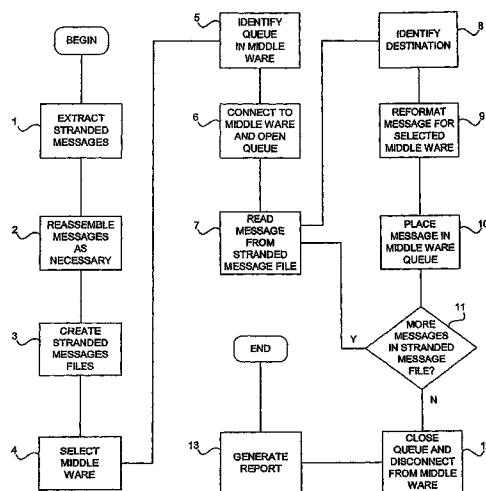 BEGIN
1
EXTRACT
STRANDED
MESSAGES
2
REASSEMBLE
MESSAGES AS
NECESSARY
3
CREATE
STRANDED
MESSAGES
FILES
4
SELECT
MIDDLE
WARE
5
IDENTIFY
QUEUE
IN MIDDLE
WARE
6
CONNECT TO
MIDDLE WARE
AND OPEN
QUEUE
7
READ
MESSAGE
FROM
STRANDED
MESSAGE FILE
8
IDENTIFY
DESTINATION
9
REFORMAT
MESSAGE FOR
SELECTED
MIDDLE WARE
10
PLACE
MESSAGE IN
MIDDLE WARE
QUEUE
11
MORE
MESSAGES
IN STRANDED
MESSAGE
FILE?
Y
N
CLOSE
QUEUE AND
DISCONNECT
FROM MIDDLE
WARE
13
GENERATE
REPORT
END